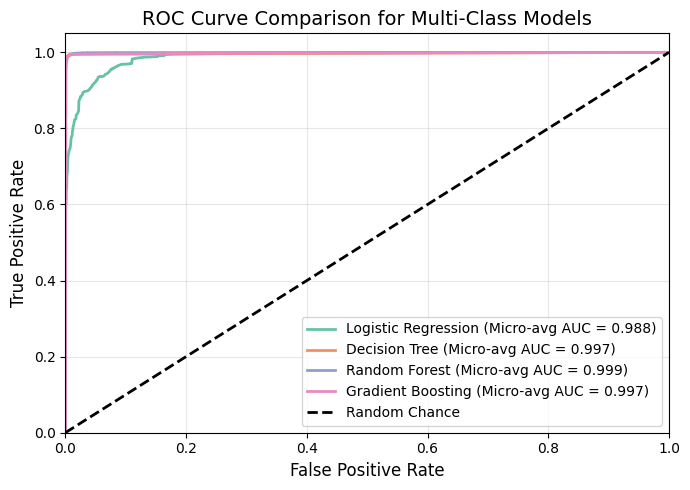 ROC Curve Comparison for Multi-Class Models
True Positive Rate
1.0
0.8
0.6
0.4
0.2
0.0
Logistic Regression (Micro-avg AUC = 0.988)
Decision Tree (Micro-avg AUC = 0.997)
Random Forest (Micro-avg AUC = 0.999)
Gradient Boosting (Micro-avg AUC = 0.997)
Random Chance
0.0 0.2 0.4 0.6 0.8 1.0
False Positive Rate